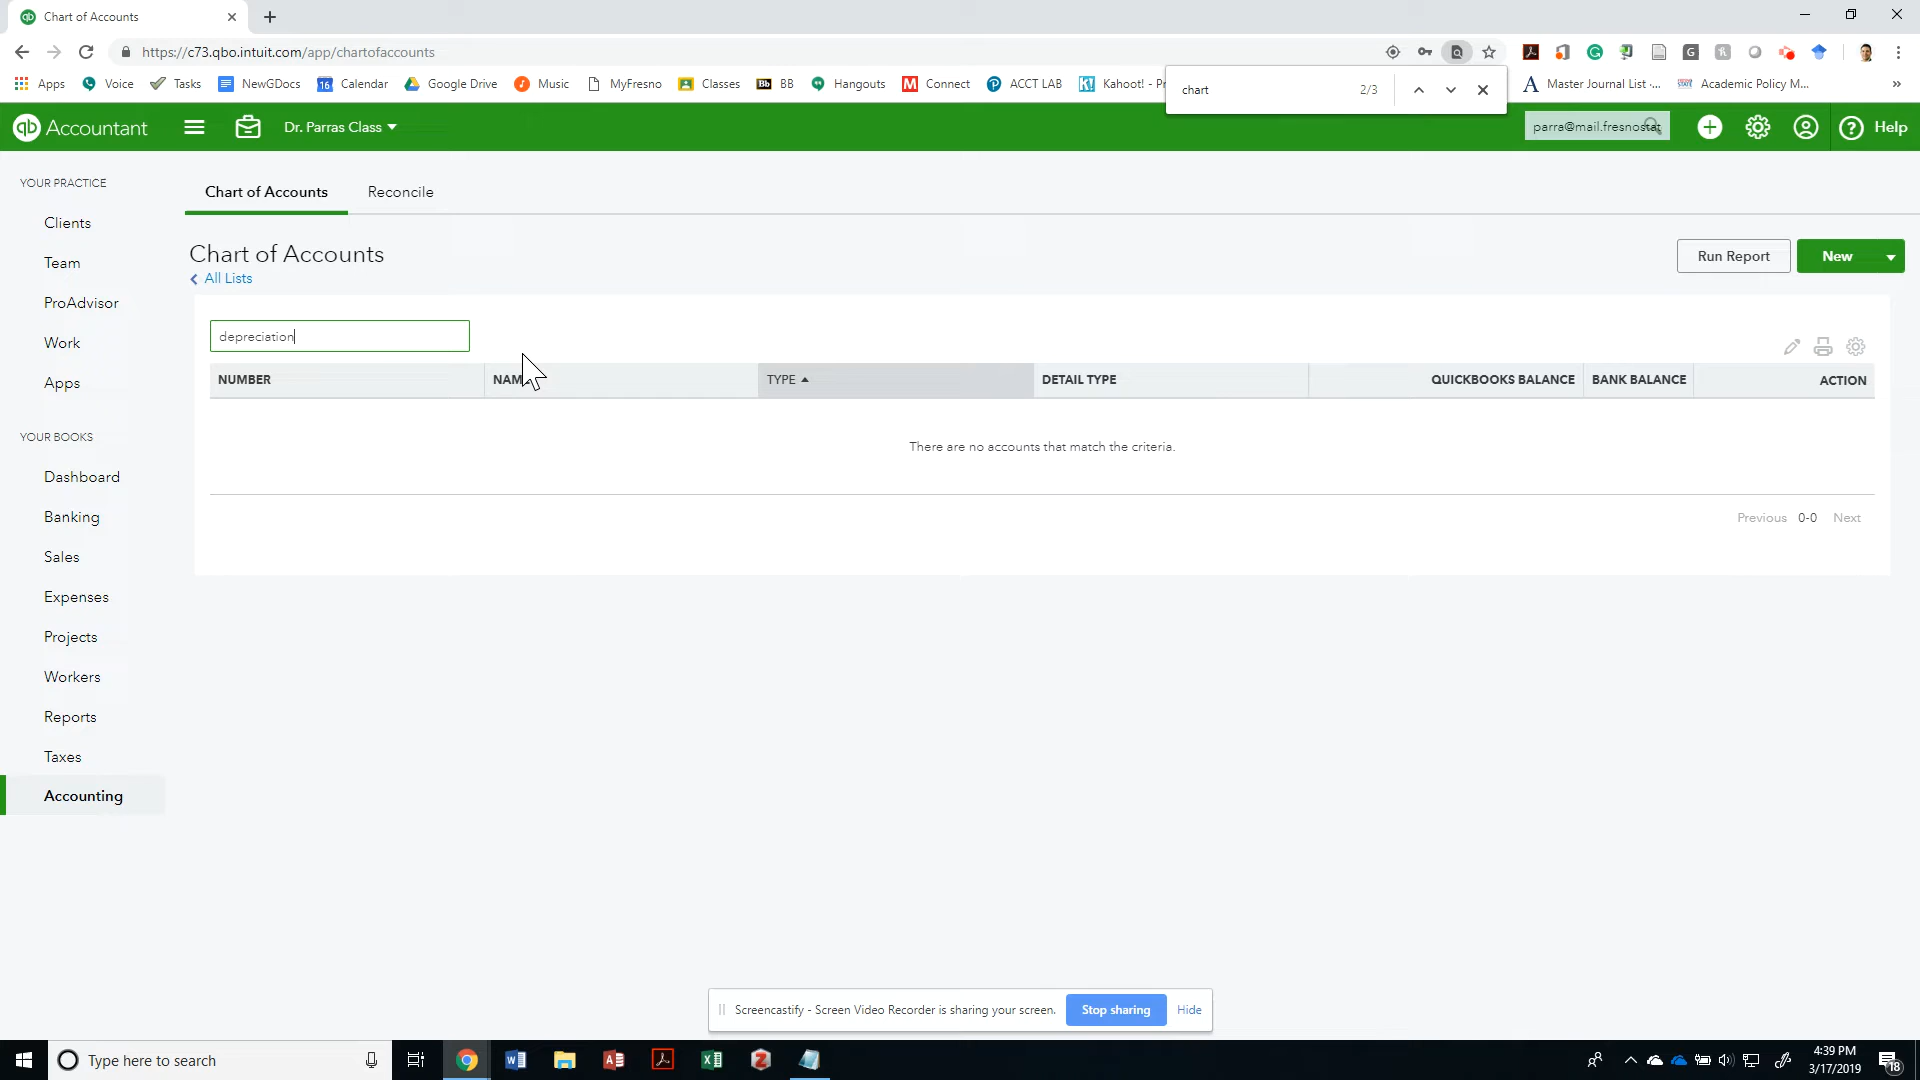 Chart of Accounts
https://c73.qbo.intuit.com/app/chartofaccounts
Apps Voice Tasks NewGDocs Calendar Google Drive Music MyFresno Classes BB Hangouts Connect ACCT LAB Kahoot! - Pr Master Journal List -... Academic Policy M... »
chart 2/3
qb Accountant Dr. Parras Class parra@mail.fresnostat Help
YOUR PRACTICE
Clients
Team
ProAdvisor
Work
Apps
YOUR BOOKS
Dashboard
Banking
Sales
Expenses
Projects
Workers
Reports
Taxes
Accounting
Chart of Accounts Reconcile
Chart of Accounts
All Lists
Run Report New
depreciation
NUMBER NAM TYPE DETAIL TYPE QUICKBOOKS BALANCE BANK BALANCE ACTION
There are no accounts that match the criteria.
Previous 0-0 Next
Screencastify - Screen Video Recorder is sharing your screen. Stop sharing Hide
Type here to search
4:39 PM
3/17/2019
18